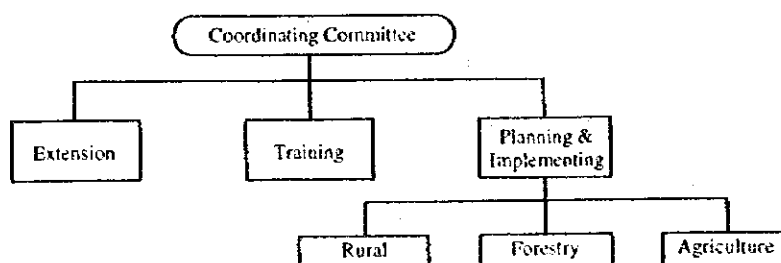 Coordinating Committee
Extension
Training
Planning &
Implementing
Rural
Forestry
Agriculture